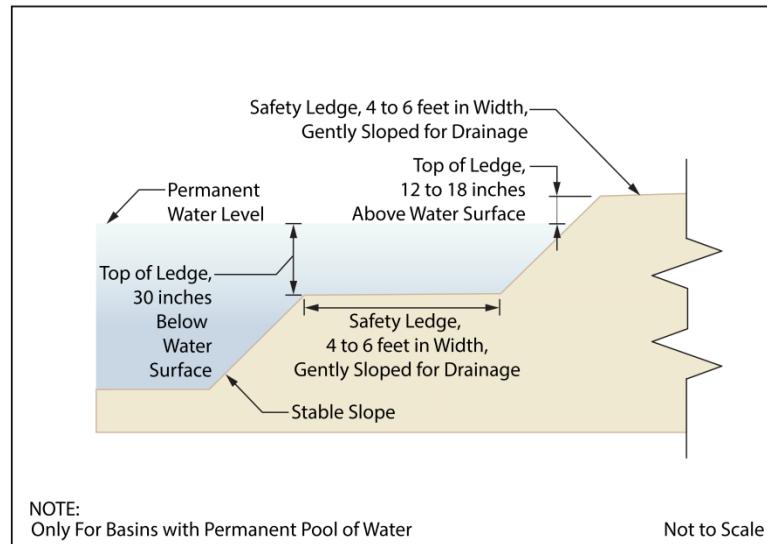 Safety Ledge, 4 to 6 feet in Width,
Gently Sloped for Drainage
Top of Ledge,
12 to 18 inches
Above Water Surface
Permanent
Water Level
Top of Ledge,
30 inches
Below
Water
Surface
Safety Ledge,
4 to 6 feet in Width,
Gently Sloped for Drainage
Stable Slope
NOTE:
Only For Basins with Permanent Pool of Water
Not to Scale